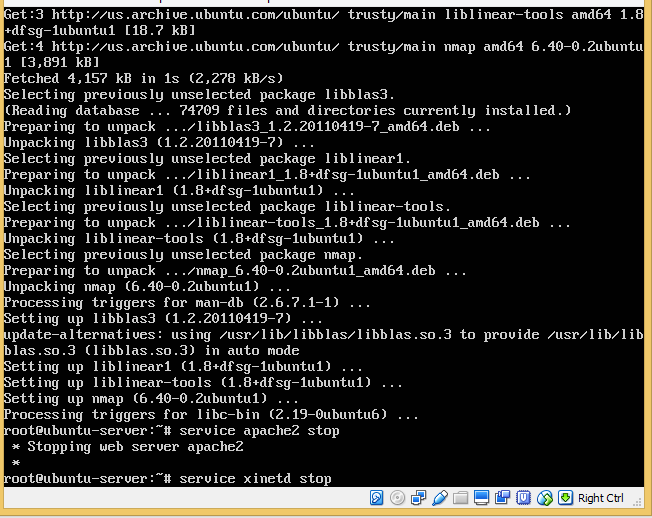 Get:3 http://us.archive.ubuntu.com/ubuntu/ trusty/main liblinear-tools amd64 1.8
+dfsg-1ubuntu1 [18.7 kB]
Get:4 http://us.archive.ubuntu.com/ubuntu/ trusty/main nmap amd64 6.40-0.2ubuntu
1 [3,891 kB]
Fetched 4,157 kB in 1s (2,278 kB/s)
Selecting previously unselected package libblas3.
(Reading database ... 74709 files and directories currently installed.)
Preparing to unpack .../libblas3_1.2.20110419-7_amd64.deb ...
Unpacking libblas3 (1.2.20110419-7) ...
Selecting previously unselected package liblinear1.
Preparing to unpack .../liblinear1_1.8+dfsg-1ubuntu1_amd64.deb ...
Unpacking liblinear1 (1.8+dfsg-1ubuntu1) ...
Selecting previously unselected package liblinear-tools.
Preparing to unpack .../liblinear-tools_1.8+dfsg-1ubuntu1_amd64.deb ...
Unpacking liblinear-tools (1.8+dfsg-1ubuntu1) ...
Selecting previously unselected package nmap.
Preparing to unpack .../nmap_6.40-0.2ubuntu1_amd64.deb ...
Unpacking nmap (6.40-0.2ubuntu1) ...
Processing triggers for man-db (2.6.7.1-1) ...
Setting up libblas3 (1.2.20110419-7) ...
update-alternatives: using /usr/lib/libblas/libblas.so.3 to provide /usr/lib/lib
blas.so.3 (libblas.so.3) in auto mode
Setting up liblinear1 (1.8+dfsg-1ubuntu1) ...
Setting up liblinear-tools (1.8+dfsg-1ubuntu1) ...
Setting up nmap (6.40-0.2ubuntu1) ...
Processing triggers for libc-bin (2.19-0ubuntu6) ...
root@ubuntu-server:~# service apache2 stop
 * Stopping web server apache2
 *
root@ubuntu-server:~# service xinetd stop
Right Ctrl